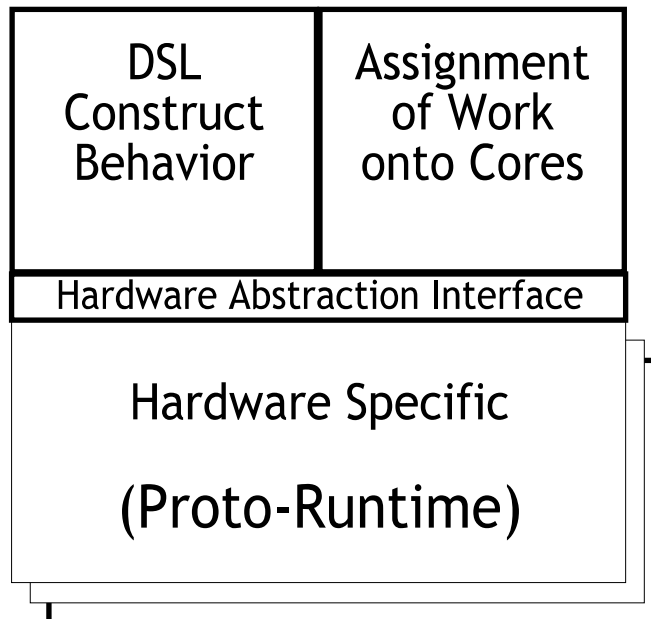 DSL
Construct
Behavior
Assignment
of Work
onto Cores
Hardware Abstraction Interface
Hardware Specific
(Proto-Runtime)